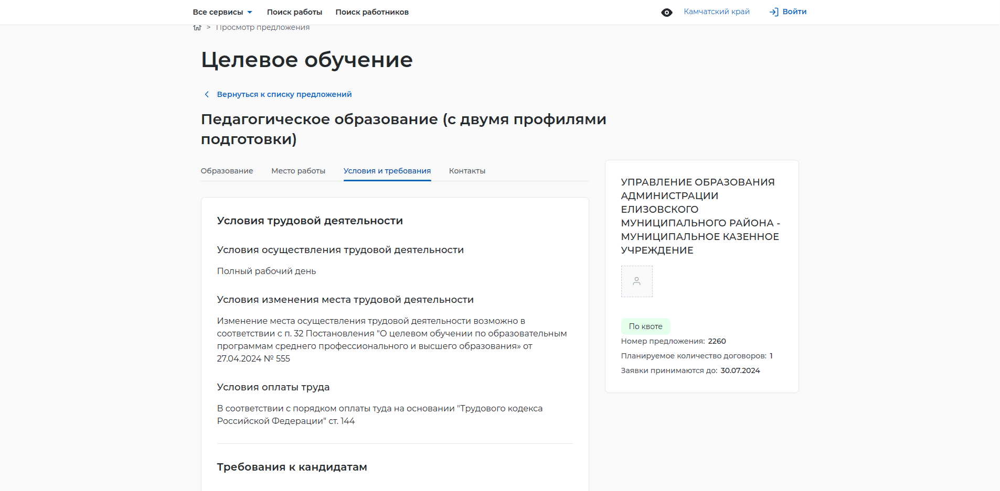 Все сервисы
Поиск работы
Поиск работников
Камчатский край
Войти
> Просмотр предложения
Целевое обучение
Вернуться к списку предложений
Педагогическое образование (с двумя профилями
подготовки)
Образование
Место работы
Условия и требования
Контакты
Условия трудовой деятельности
Условия осуществления трудовой деятельности
Полный рабочий день
Условия изменения места трудовой деятельности
Изменение места осуществления трудовой деятельности возможно в
соответствии с п. 32 Постановления "О целевом обучении по образовательным
программам среднего профессионального и высшего образования» от
27.04.2024 № 555
Условия оплаты труда
В соответствии с порядком оплаты туда на основании "Трудового кодекса
Российской Федерации" ст. 144
Требования к кандидатам
УПРАВЛЕНИЕ ОБРАЗОВАНИЯ
АДМИНИСТРАЦИИ
ЕЛИЗОВСКОГО
МУНИЦИПАЛЬНОГО РАЙОНА -
МУНИЦИПАЛЬНОЕ КАЗЕННОЕ
УЧРЕЖДЕНИЕ
По квоте
Номер предложения: 2260
Планируемое количество договоров: 1
Заявки принимаются до: 30.07.2024